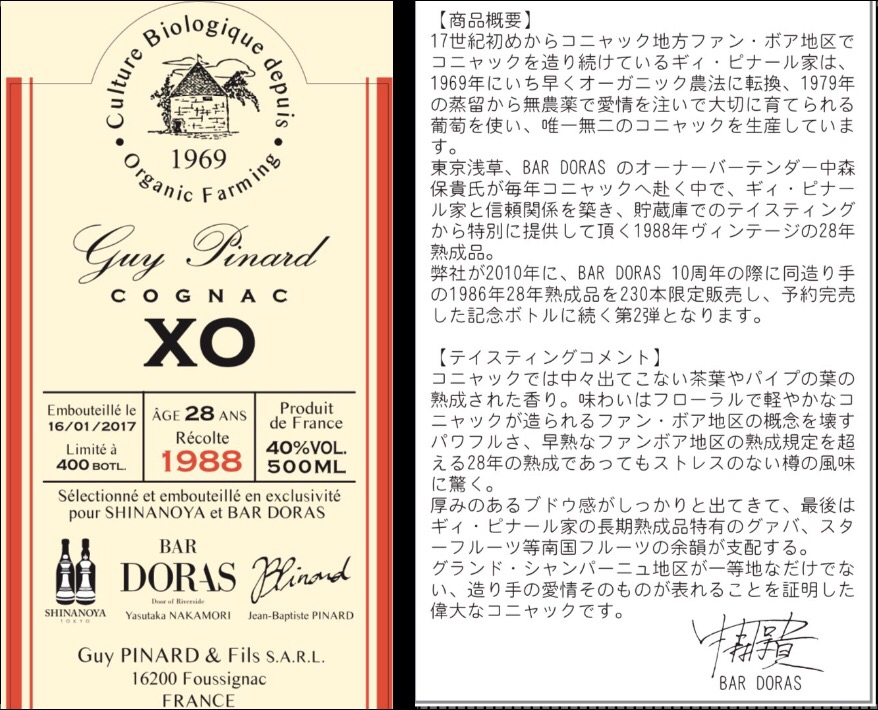 Culture Biologique depuis
1969
Organic Farming
Guy Pinard
COGNAC
XO
Embouteillé le
16/01/2017
Limité à
400 BOTL.
ÂGE 28 ANS
Récolte
1988
Produit
de France
40%VOL.
500ML
Sélectionné et embouteillé en exclusivité
pour SHINANOYA et BAR DORAS
SHINANOYA
TOKYO
BAR
DORAS
Door of Riverside
Yasutaka NAKAMORI
JBPinard
Jean-Baptiste PINARD
Guy PINARD & Fils S.A.R.L.
16200 Foussignac
FRANCE
【商品概要】
17世紀初めからコニャック地方ファン・ボア地区で
コニャックを造り続けているギィ・ピナール家は、
1969年にいち早くオーガニック農法に転換、1979年
の蒸留から無農薬で愛情を注いで大切に育てられる
葡萄を使い、唯一無二のコニャックを生産していま
す。
東京浅草、BAR DORAS のオーナーバーテンダー中森
保貴氏が毎年コニャックへ赴く中で、ギィ・ピナー
ル家と信頼関係を築き、貯蔵庫でのテイスティング
から特別に提供して頂く1988年ヴィンテージの28年
熟成品。
弊社が2010年に、BAR DORAS 10周年の際に同造り手
の1986年28年熟成品を230本限定販売し、予約完売
した記念ボトルに続く第2弾となります。
【テイスティングコメント】
コニャックでは中々出てこない茶葉やパイプの葉の
熟成された香り。味わいはフローラルで軽やかなコ
ニャックが造られるファン・ボア地区の概念を壊す
パワフルさ、早熟なファンボア地区の熟成規定を超
える28年の熟成であってもストレスのない樽の風味
に驚く。
厚みのあるブドウ感がしっかりと出てきて、最後は
ギィ・ピナール家の長期熟成品特有のグァバ、スタ
ーフルーツ等南国フルーツの余韻が支配する。
グランド・シャンパーニュ地区が一等地なだけでな
い、造り手の愛情そのものが表れることを証明した
偉大なコニャックです。
BAR DORAS